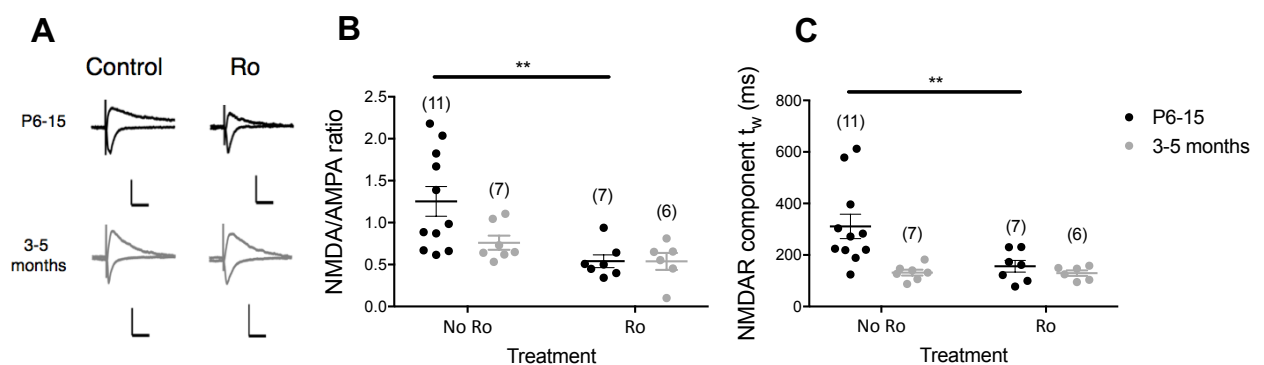 A
Control
Ro
P6-15
3-5
months
B
**
NMDA/AMPA ratio
2.5
2.0
1.5
1.0
0.5
0.0
(11)
(7)
(7)
(6)
No Ro
Ro
Treatment
C
**
NMDAR component tw (ms)
800
600
400
200
0
(11)
(7)
(7)
(6)
No Ro
Ro
Treatment
P6-15
3-5 months